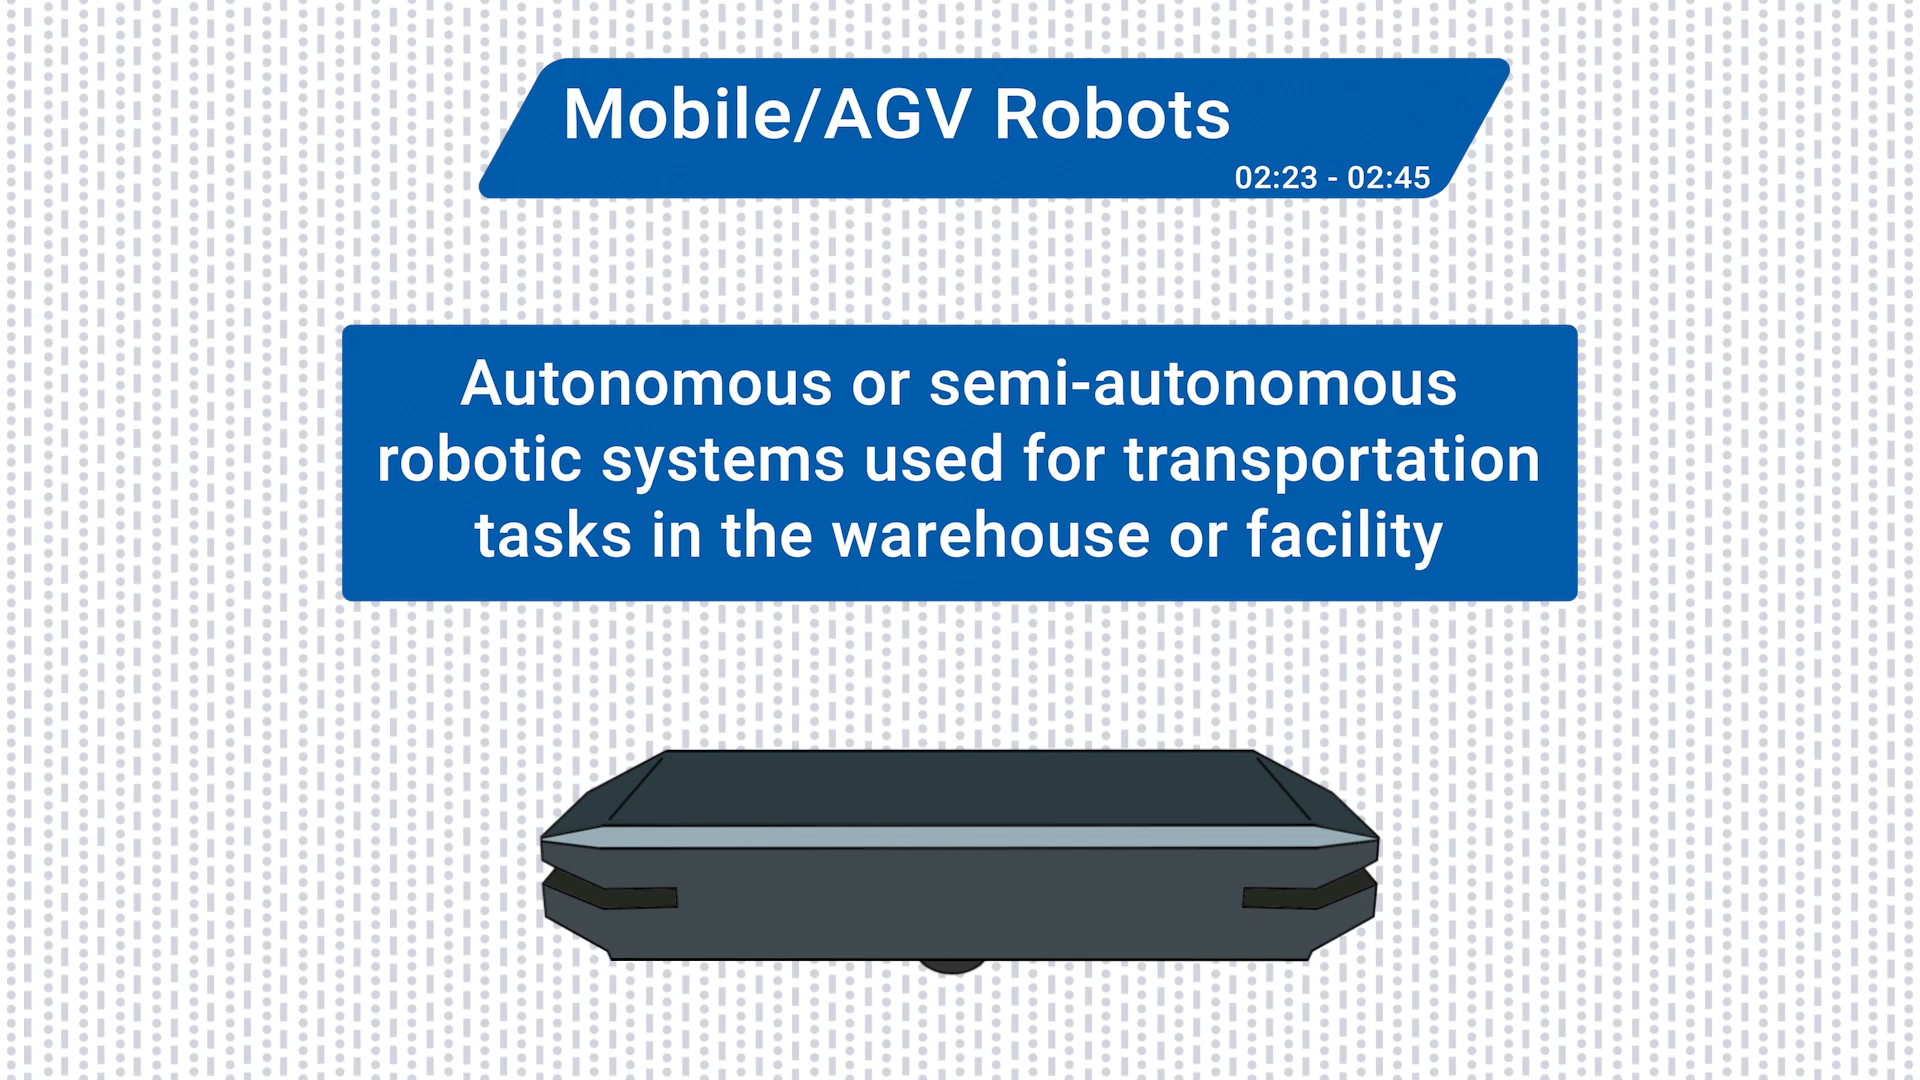 Mobile/AGV Robots
02:23 - 02:45
Autonomous or semi-autonomous
robotic systems used for transportation
tasks in the warehouse or facility